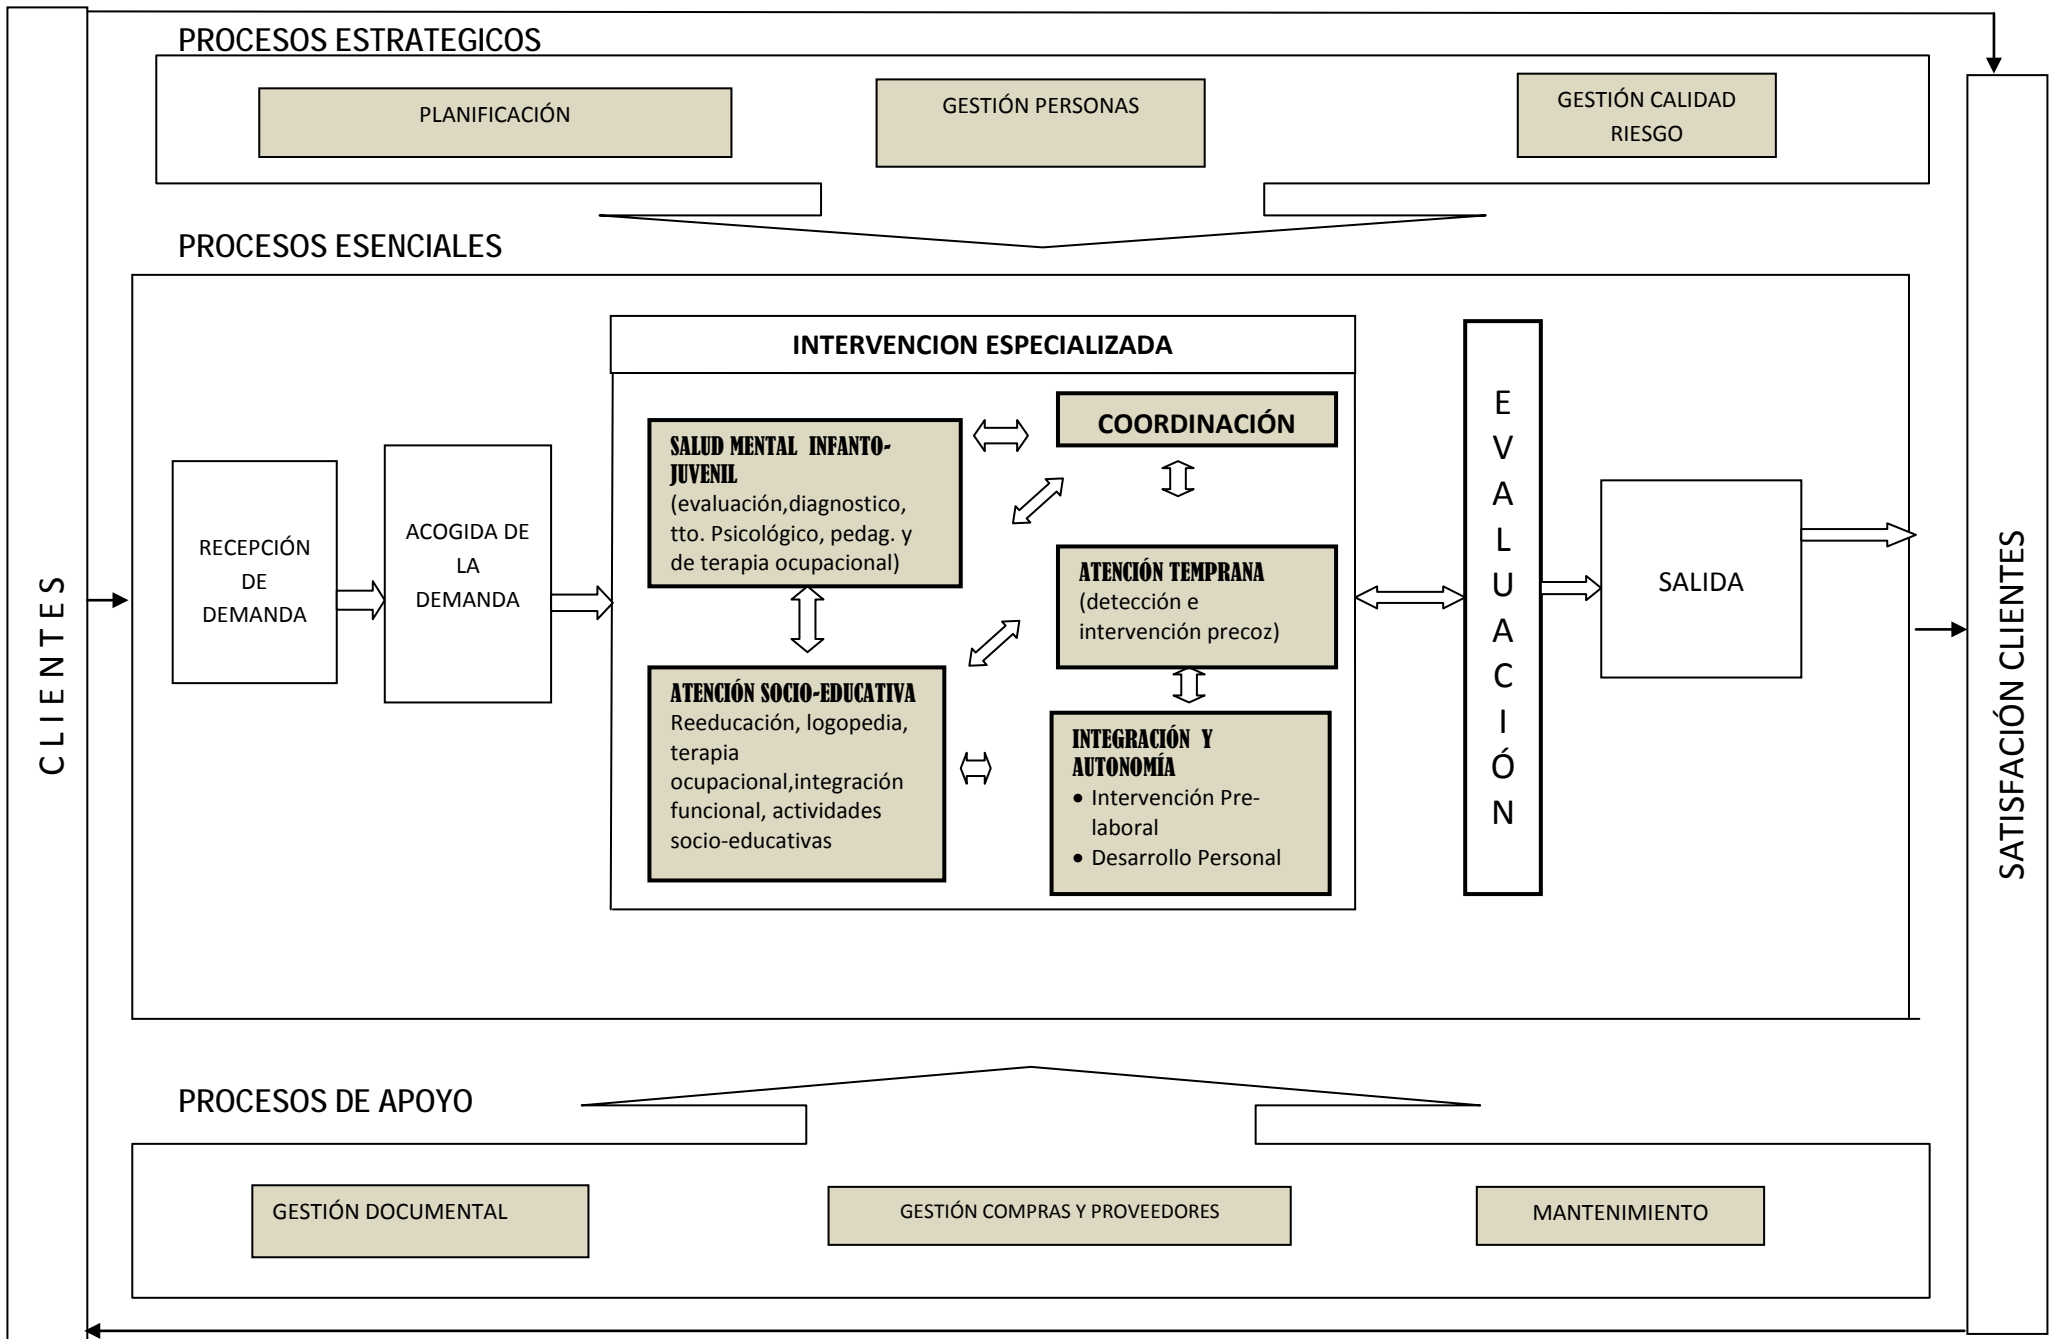 PROCESOS ESTRATEGICOS
PLANIFICACIÓN
GESTIÓN PERSONAS
GESTIÓN CALIDAD
RIESGO
PROCESOS ESENCIALES
CLIENTES
RECEPCIÓN
DE
DEMANDA
ACOGIDA DE
LA
DEMANDA
INTERVENCION ESPECIALIZADA
SALUD MENTAL INFANTO-
JUVENIL
(evaluación,diagnostico,
tto. Psicológico, pedag. y
de terapia ocupacional)
COORDINACIÓN
ATENCIÓN TEMPRANA
(detección e
intervención precoz)
ATENCIÓN SOCIO-EDUCATIVA
Reeducación, logopedia,
terapia
ocupacional,integración
funcional, actividades
socio-educativas
INTEGRACIÓN Y
AUTONOMÍA
• Intervención Pre-
laboral
• Desarrollo Personal
EVALUACIÓN
SALIDA
SATISFACIÓN CLIENTES
PROCESOS DE APOYO
GESTIÓN DOCUMENTAL
GESTIÓN COMPRAS Y PROVEEDORES
MANTENIMIENTO